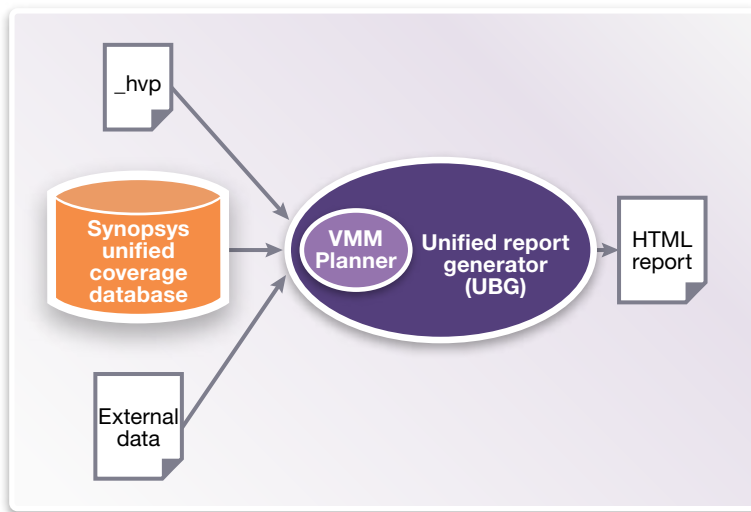 _hvp
Synopsys
unified
coverage
database
External
data
VMM
Planner
Unified report
generator
(UBG)
HTML
report